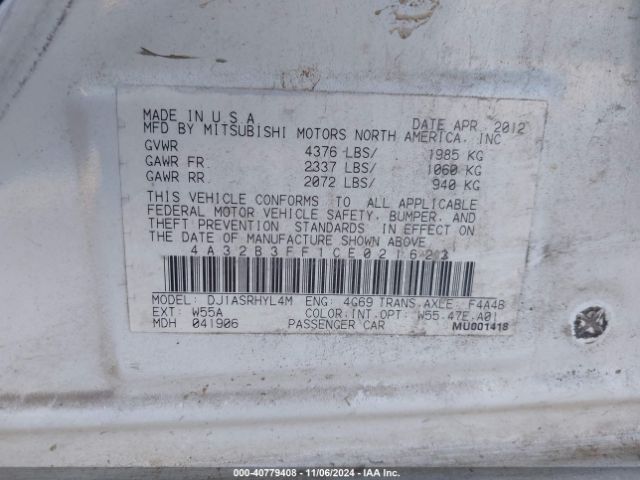 MADE IN U S A DATE APR 2012
MFD BY MITSUBISHI MOTORS NORTH AMERICA, INC
GVWR 4376 LBS/ 1985 KG
GAWR FR 2337 LBS/ 1060 KG
GAWR RR 2072 LBS/ 940 KG
THIS VEHICLE CONFORMS TO ALL APPLICABLE
FEDERAL MOTOR VEHICLE SAFETY, BUMPER, AND
THEFT PREVENTION STANDARDS IN EFFECT ON
THE DATE OF MANUFACTURE SHOWN ABOVE
4A32B3FF1CE021623
MODEL: DJ1ASRHYL4M ENG: 4G69 TRANS.AXLE: F4A4B
EXT: W55A COLOR.INT.OPT: W55.47E.A01
MDH 041906 PASSENGER CAR MU001418
000-40779408 - 11/06/2024 - IAA Inc.